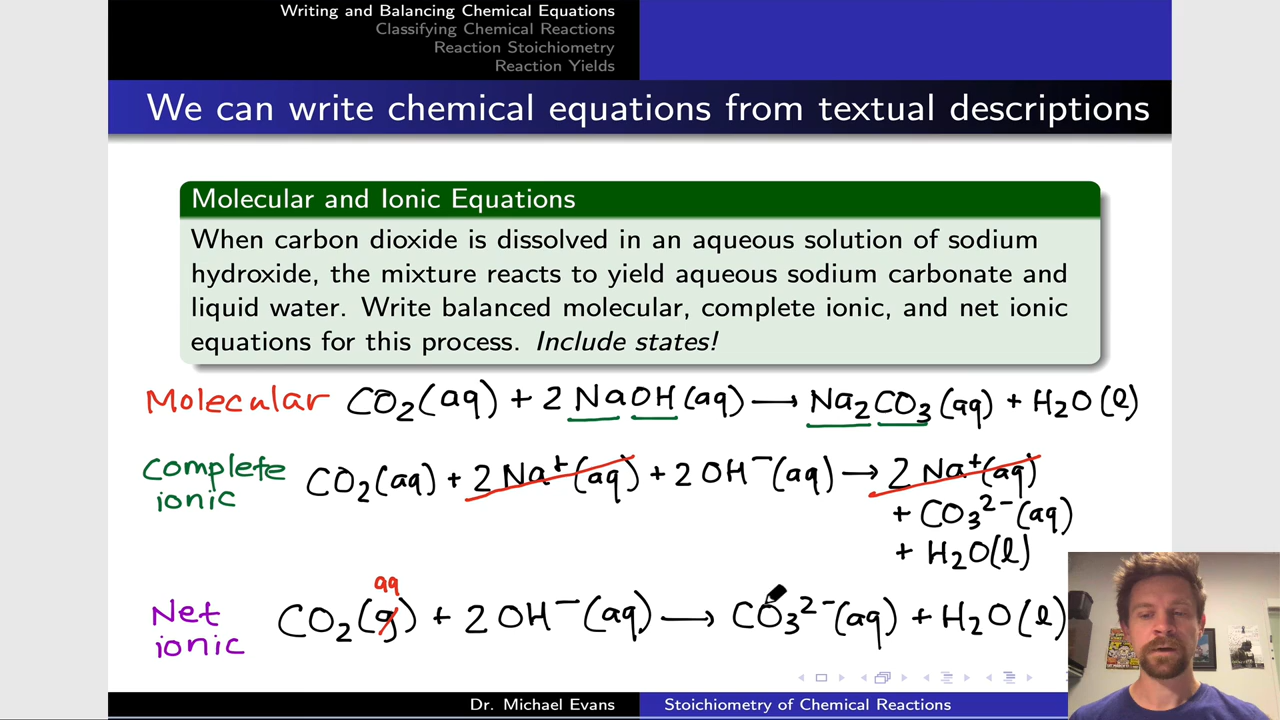 Writing and Balancing Chemical Equations
Classifying Chemical Reactions
Reaction Stoichiometry
Reaction Yields
We can write chemical equations from textual descriptions
Molecular and Ionic Equations
When carbon dioxide is dissolved in an aqueous solution of sodium
hydroxide, the mixture reacts to yield aqueous sodium carbonate and
liquid water. Write balanced molecular, complete ionic, and net ionic
equations for this process. Include states!
Molecular CO₂(aq) + 2 NaOH(aq) → Na₂CO₃(aq) + H₂O(l)
Complete ionic CO₂(aq) + 2 Na⁺(aq) + 2 OH⁻(aq) → 2 Na⁺(aq)
+ CO₃²⁻(aq)
+ H₂O(l)
aq
Net ionic CO₂(g) + 2 OH⁻(aq) → CO₃²⁻(aq) + H₂O(l)
Dr. Michael Evans Stoichiometry of Chemical Reactions